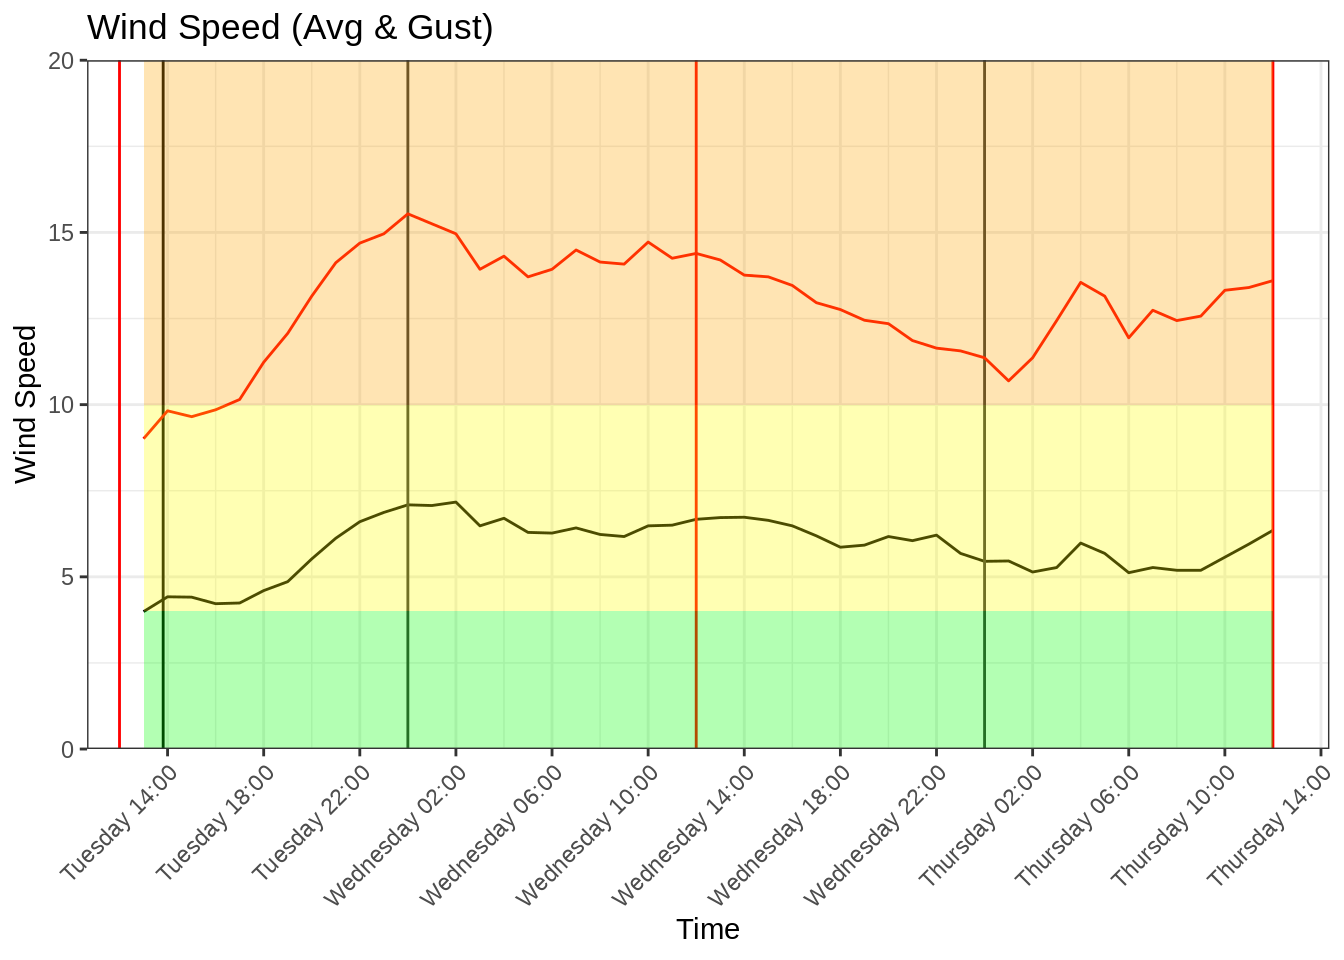 Wind Speed (Avg & Gust)
20
15
10
5
0
Wind Speed
Tuesday 14:00
Tuesday 18:00
Tuesday 22:00
Wednesday 02:00
Wednesday 06:00
Wednesday 10:00
Wednesday 14:00
Wednesday 18:00
Wednesday 22:00
Thursday 02:00
Thursday 06:00
Thursday 10:00
Thursday 14:00
Time